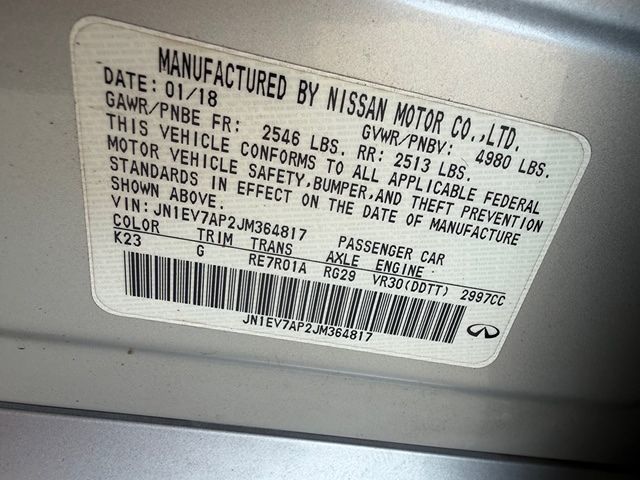 MANUFACTURED BY NISSAN MOTOR CO.,LTD.
DATE: 01/18 GVWR/PNBV: 4980 LBS.
GAWR/PNBE FR: 2546 LBS. RR: 2513 LBS.
THIS VEHICLE CONFORMS TO ALL APPLICABLE FEDERAL
MOTOR VEHICLE SAFETY,BUMPER,AND THEFT PREVENTION
STANDARDS IN EFFECT ON THE DATE OF MANUFACTURE
SHOWN ABOVE.
VIN: JN1EV7AP2JM364817 PASSENGER CAR
COLOR TRIM TRANS AXLE ENGINE
K23 G RE7R01A RG29 VR30(DDTT) 2997CC
JN1EV7AP2JM364817